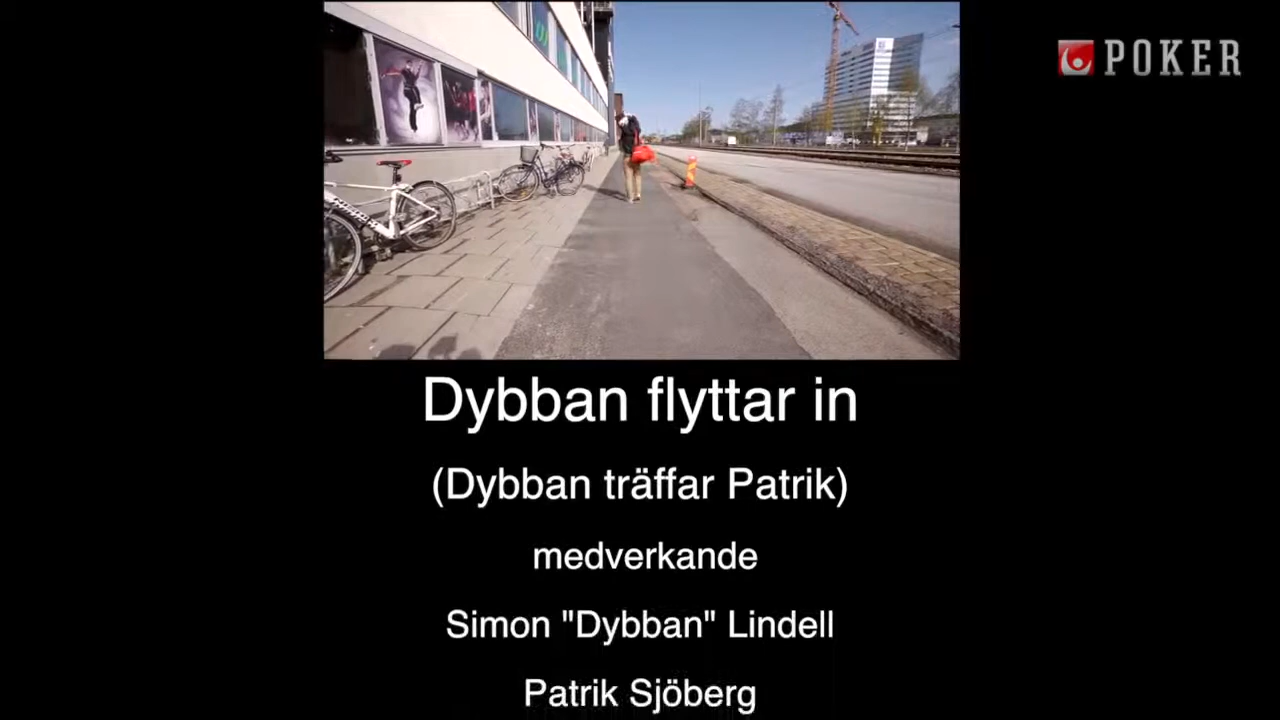 POKER
Dybban flyttar in
(Dybban träffar Patrik)
medverkande
Simon "Dybban" Lindell
Patrik Sjöberg